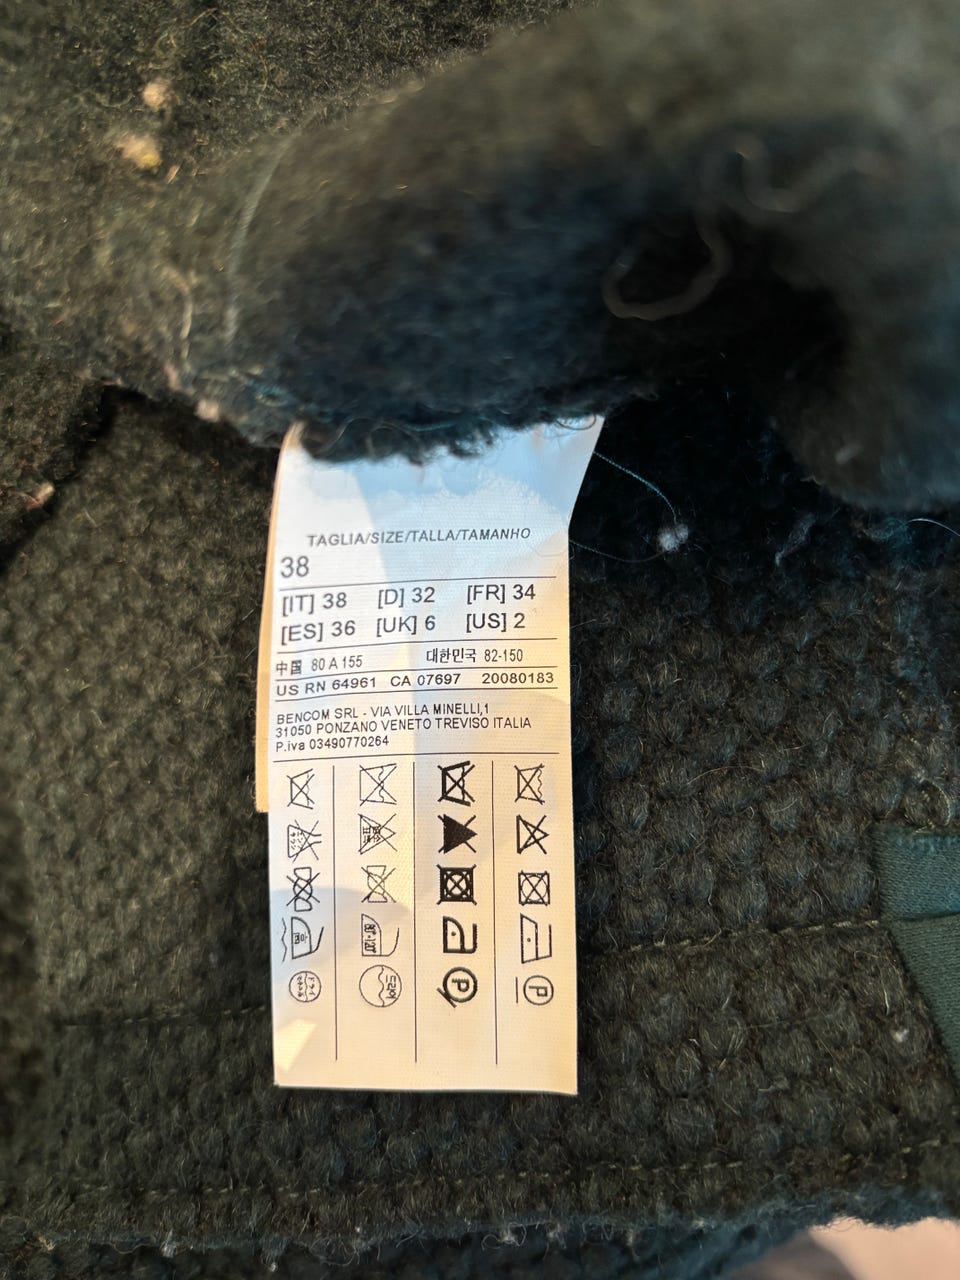 TAGLIA/SIZE/TALLA/TAMANHO
38
[IT] 38 [D] 32 [FR] 34
[ES] 36 [UK] 6 [US] 2
中国 80 A 155 대한민국 82-150
US RN 64961 CA 07697 20080183
BENCOM SRL - VIA VILLA MINELLI,1
31050 PONZANO VENETO TREVISO ITALIA
P.iva 03490770264
P P